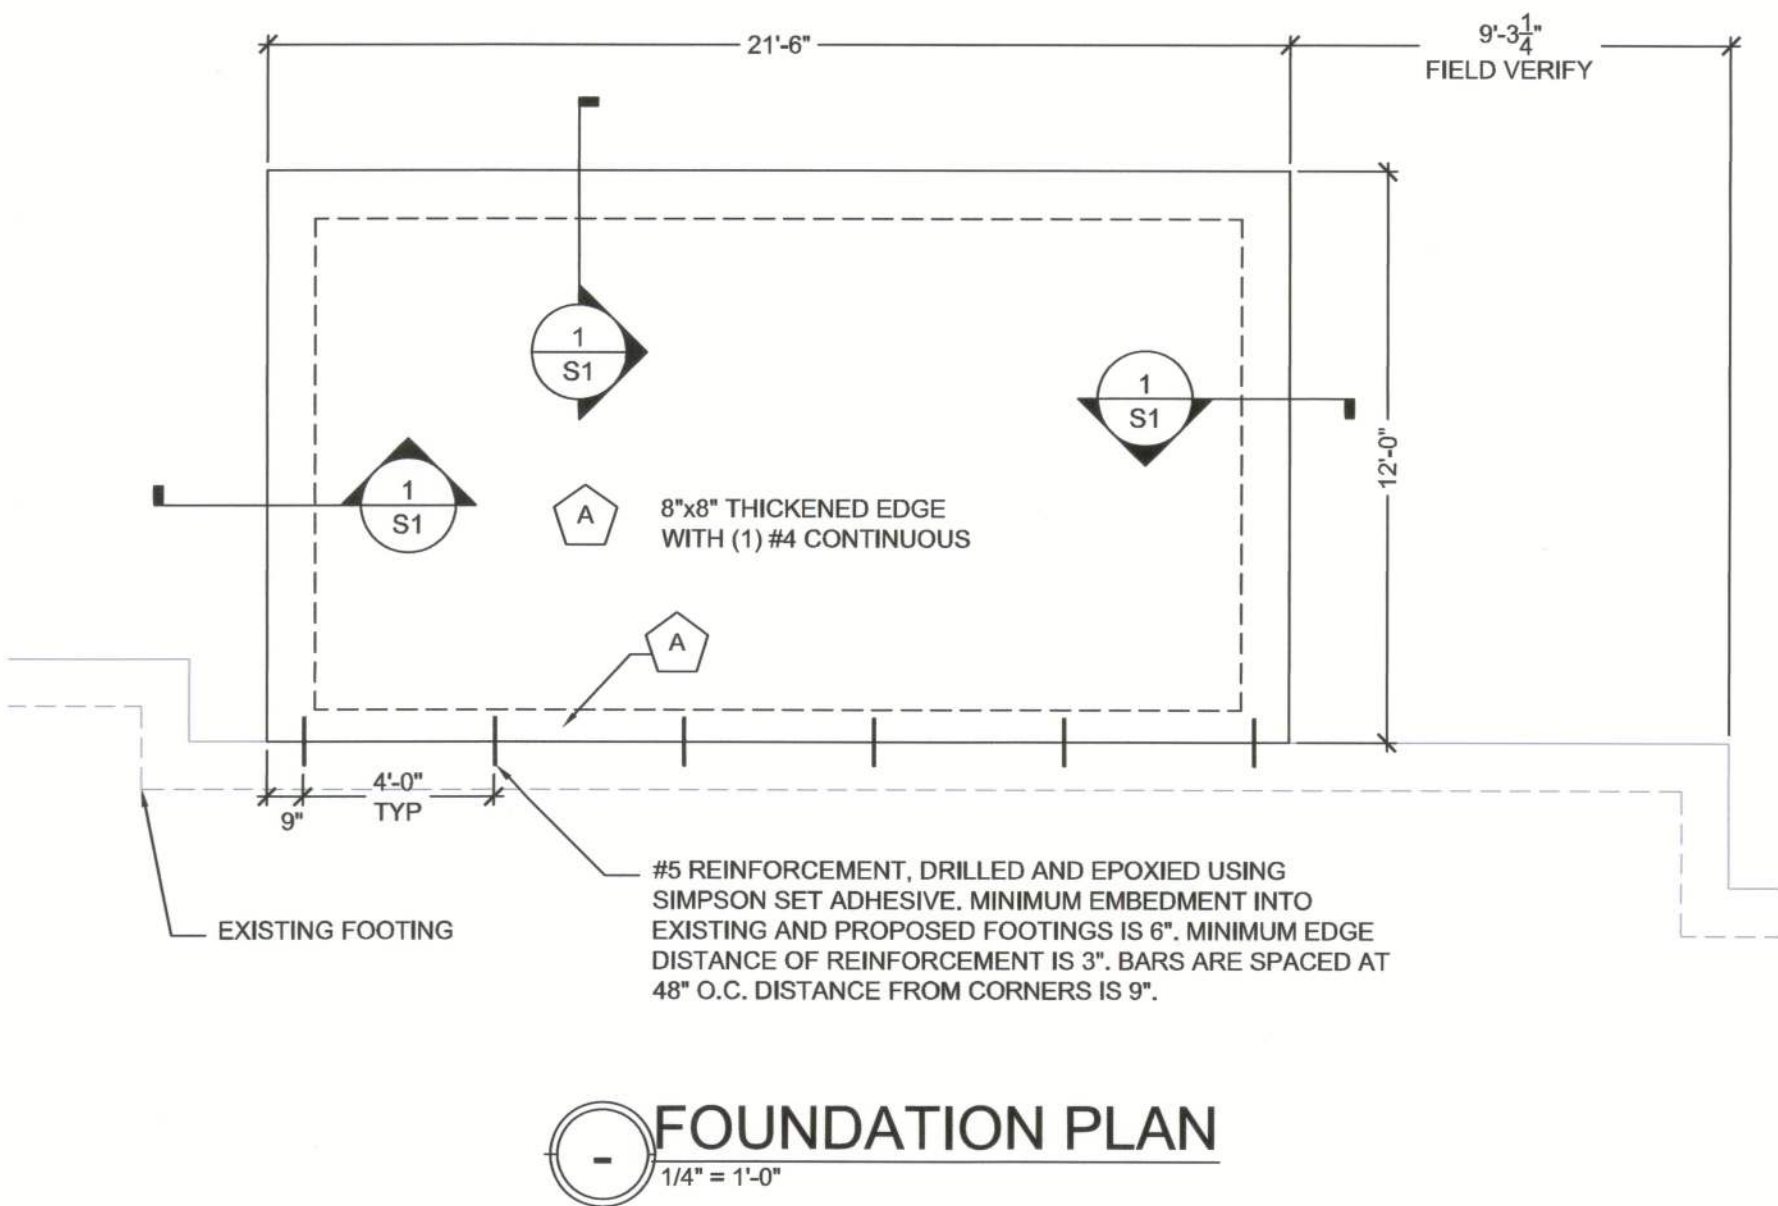 21'-6"
9'-3 1/4"
FIELD VERIFY
1
S1
1
S1
12'-0"
1
S1
A
8"x8" THICKENED EDGE
WITH (1) #4 CONTINUOUS
A
4'-0"
TYP
9"
#5 REINFORCEMENT, DRILLED AND EPOXIED USING
SIMPSON SET ADHESIVE. MINIMUM EMBEDMENT INTO
EXISTING AND PROPOSED FOOTINGS IS 6". MINIMUM EDGE
DISTANCE OF REINFORCEMENT IS 3". BARS ARE SPACED AT
48" O.C. DISTANCE FROM CORNERS IS 9".
EXISTING FOOTING
-
FOUNDATION PLAN
1/4" = 1'-0"